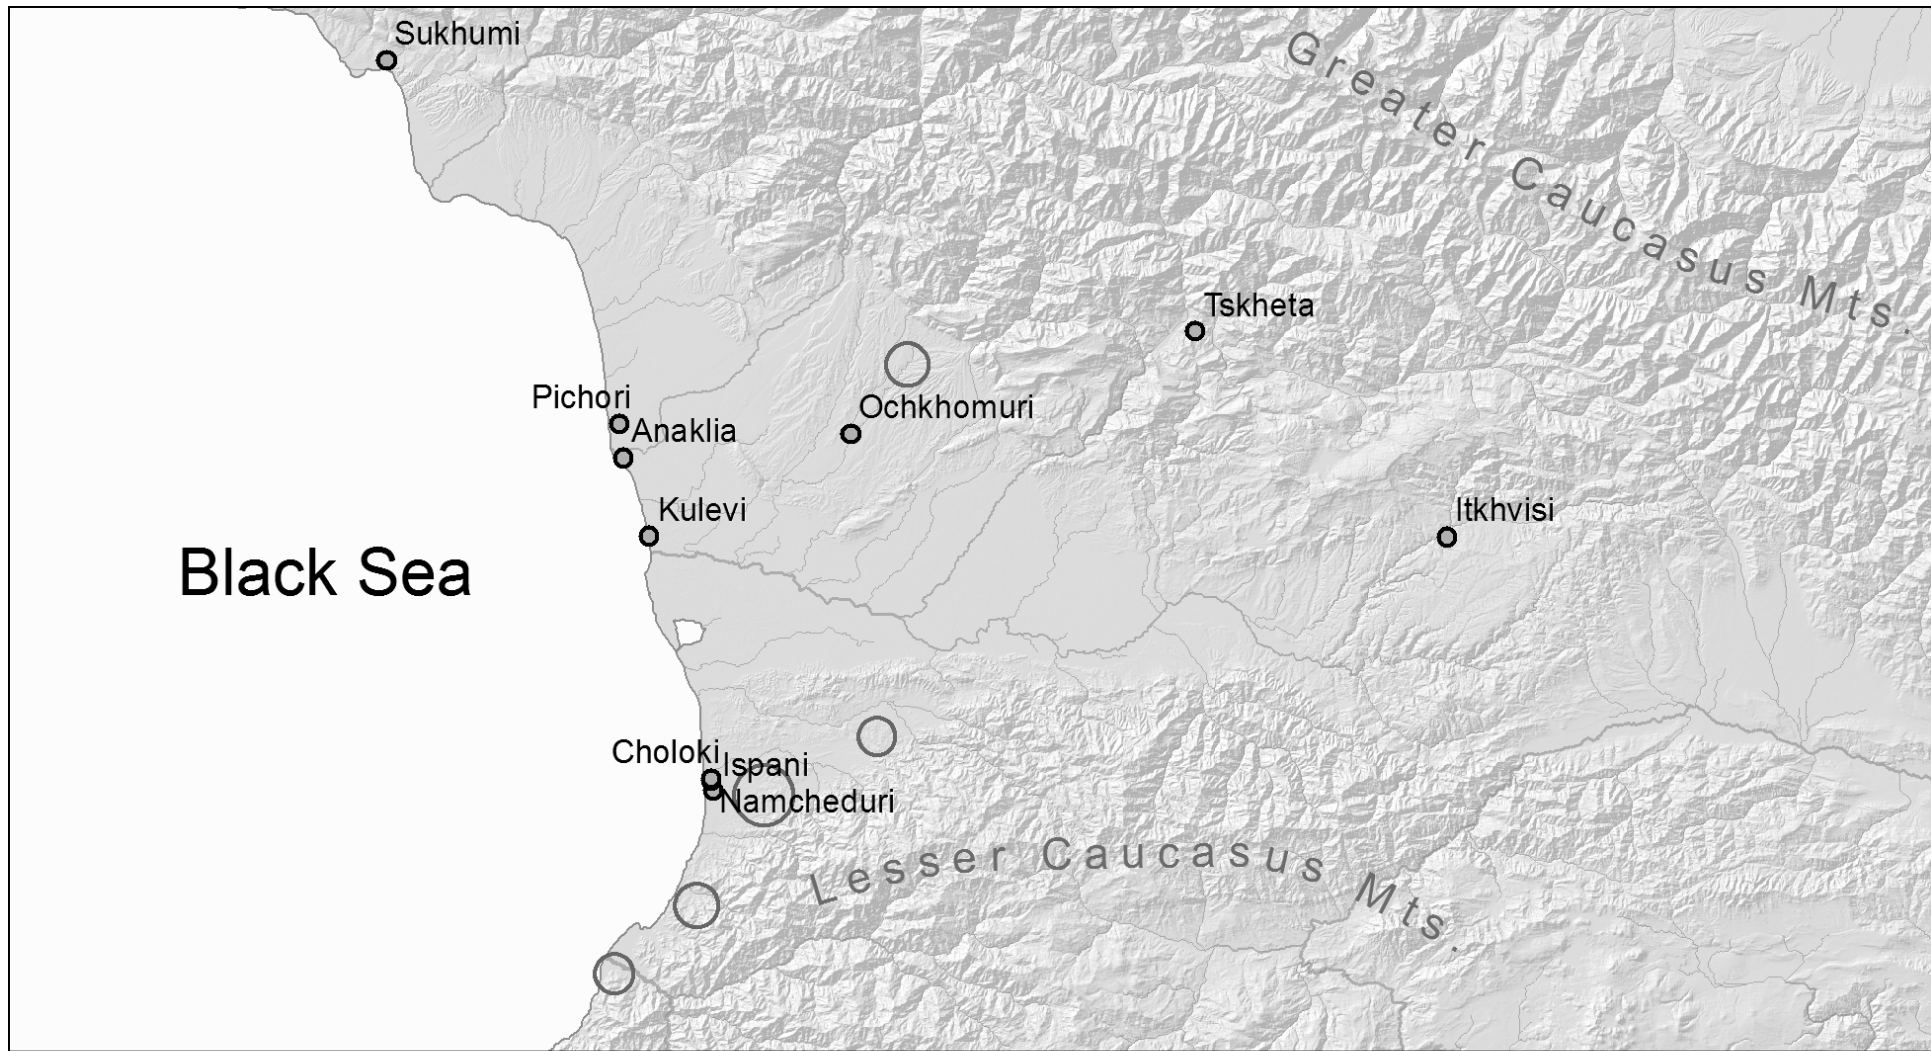 Sukhumi
Greater Caucasus Mts.
Tskheta
Pichori
Ochkhomuri
Anaklia
Kulevi
Itkhvisi
Black Sea
Choloki
Ispani
Namcheduri
Lesser Caucasus Mts.